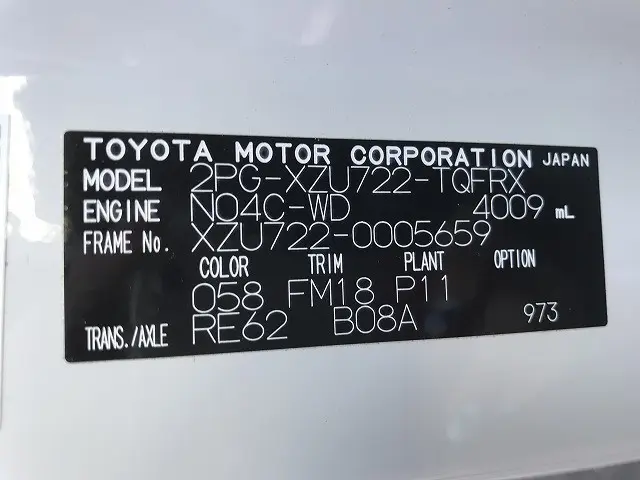 TOYOTA MOTOR CORPORATION JAPAN
MODEL 2PG-XZU722-TQFRX
ENGINE N04C-WD 4009 mL
FRAME No. XZU722-0005659
COLOR TRIM PLANT OPTION
058 FM18 P11
TRANS./AXLE RE62 B08A 973